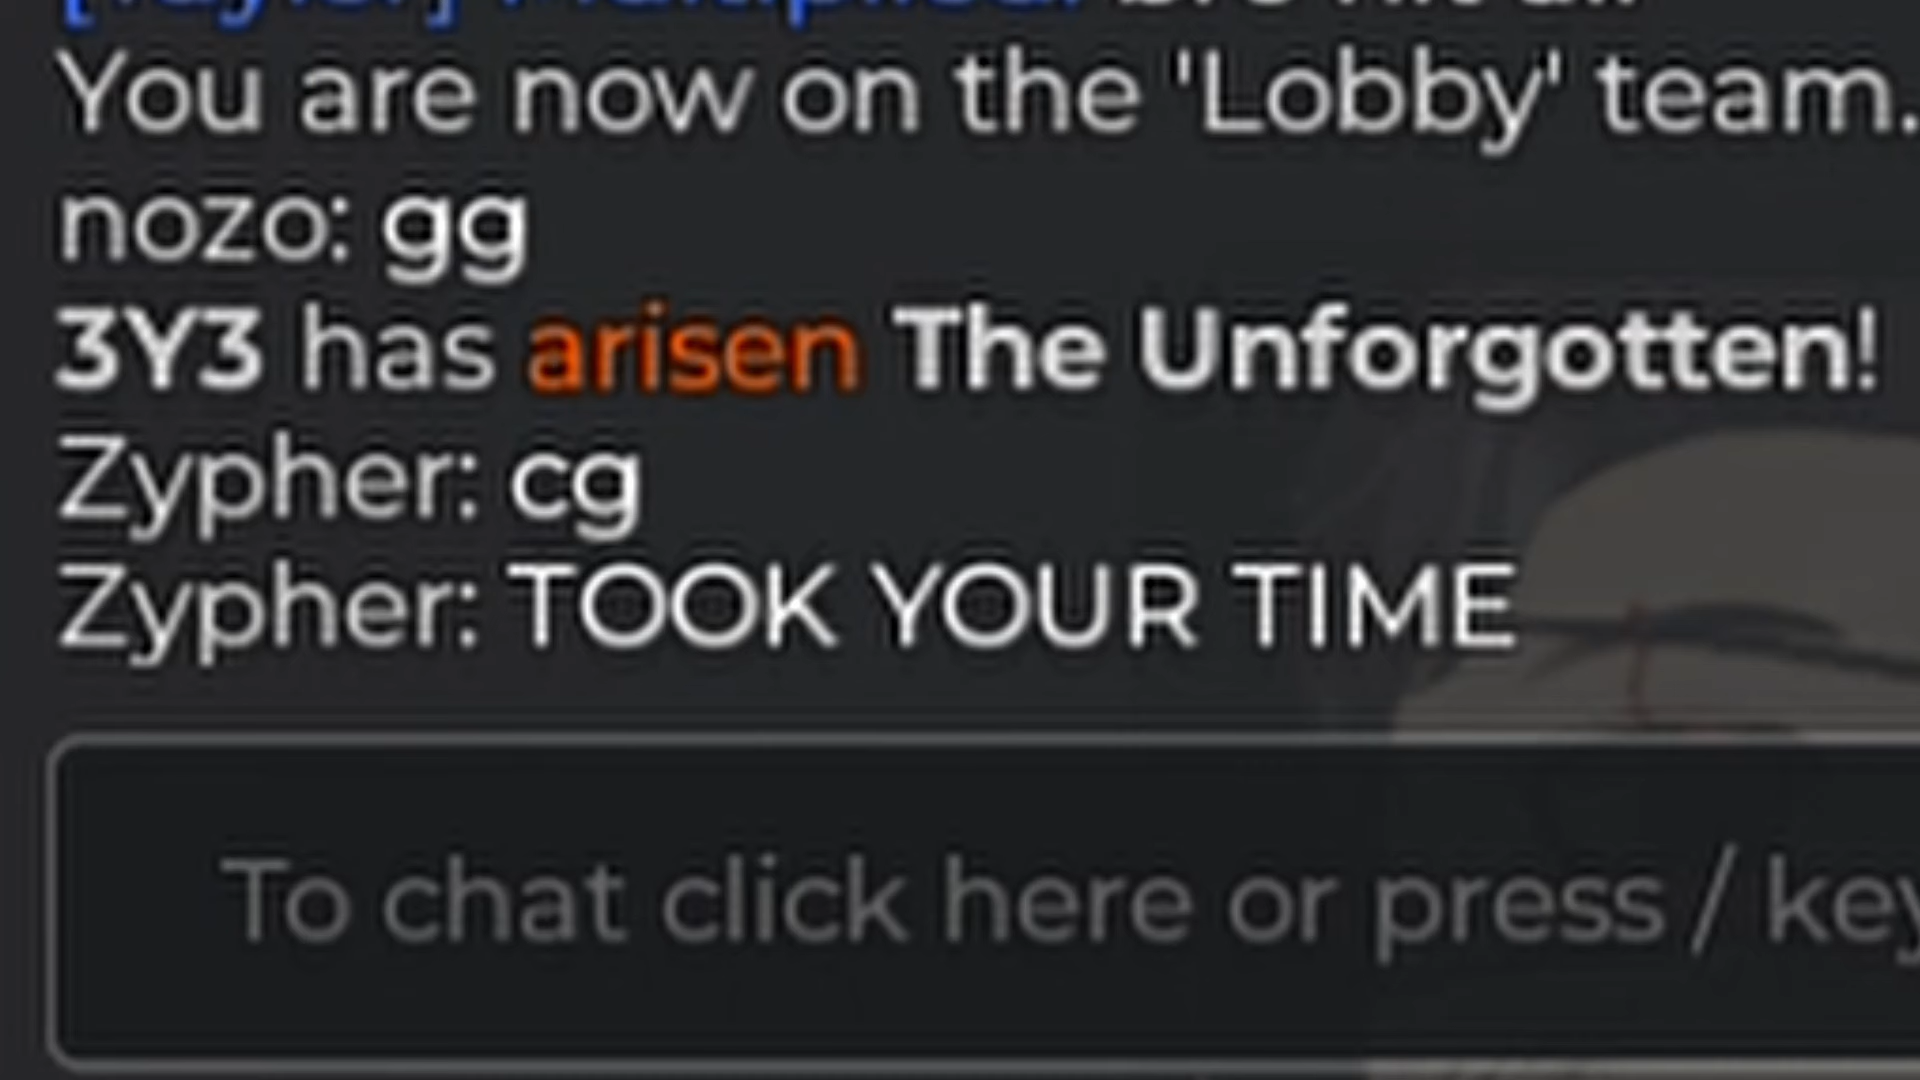 You are now on the 'Lobby' team.
nozo: gg
3Y3 has arisen The Unforgotten!
Zypher: cg
Zypher: TOOK YOUR TIME
To chat click here or press / key